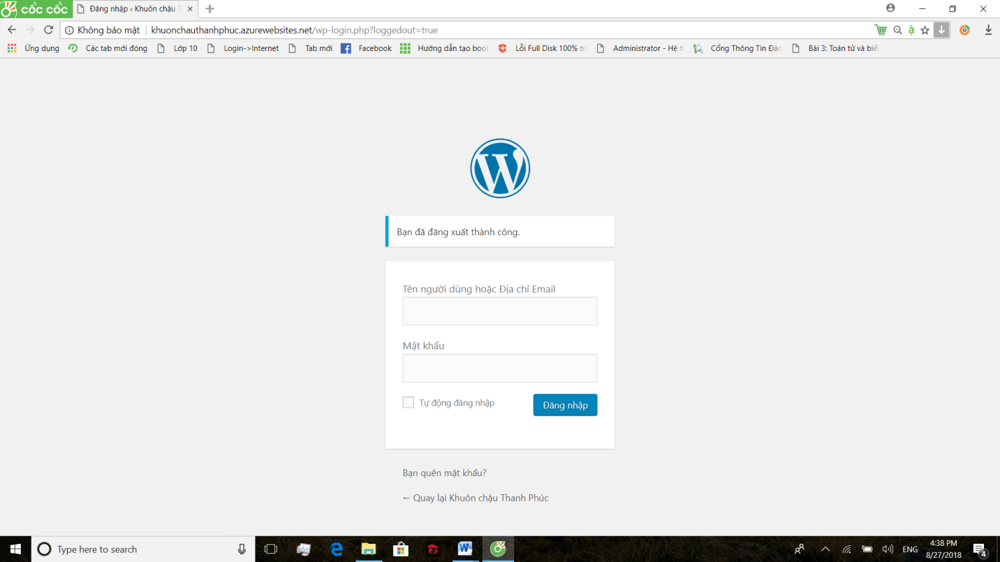 cốc cốc
Đăng nhập ‹ Khuôn chậu T
Không bảo mật | khuonchauthanhphuc.azurewebsites.net/wp-login.php?loggedout=true
Ứng dụng Các tab mới đóng Lớp 10 Login->Internet Tab mới Facebook Hướng dẫn tạo book Lỗi Full Disk 100% tr Administrator - Hệ th Cổng Thông Tin Đào Bài 3: Toán tử và biểu
Bạn đã đăng xuất thành công.
Tên người dùng hoặc Địa chỉ Email
Mật khẩu
Tự động đăng nhập Đăng nhập
Bạn quên mật khẩu?
← Quay lại Khuôn chậu Thanh Phúc
Type here to search
ENG
4:38 PM
8/27/2018
4